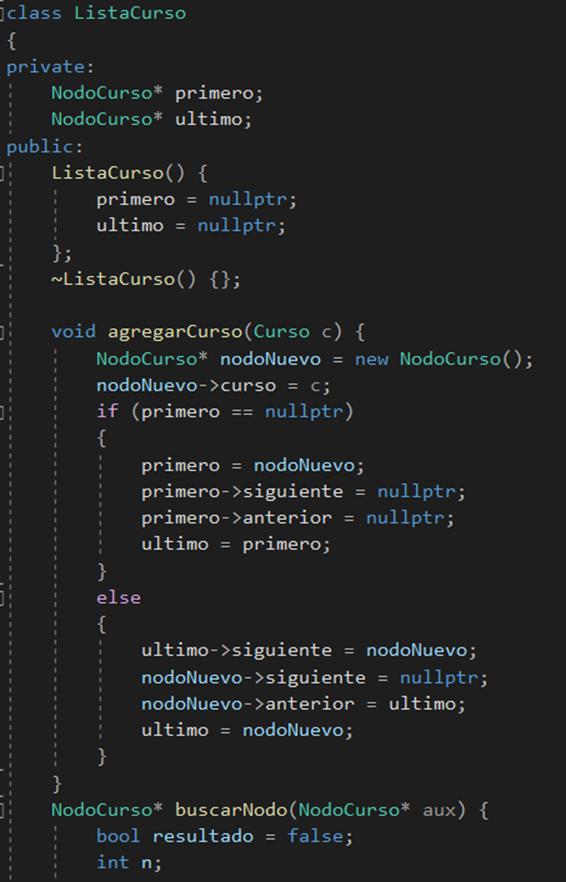 class ListaCurso
{
private:
    NodoCurso* primero;
    NodoCurso* ultimo;
public:
    ListaCurso() {
        primero = nullptr;
        ultimo = nullptr;
    };
    ~ListaCurso() {};

    void agregarCurso(Curso c) {
        NodoCurso* nodoNuevo = new NodoCurso();
        nodoNuevo->curso = c;
        if (primero == nullptr)
        {
            primero = nodoNuevo;
            primero->siguiente = nullptr;
            primero->anterior = nullptr;
            ultimo = primero;
        }
        else
        {
            ultimo->siguiente = nodoNuevo;
            nodoNuevo->siguiente = nullptr;
            nodoNuevo->anterior = ultimo;
            ultimo = nodoNuevo;
        }
    }
    NodoCurso* buscarNodo(NodoCurso* aux) {
        bool resultado = false;
        int n;